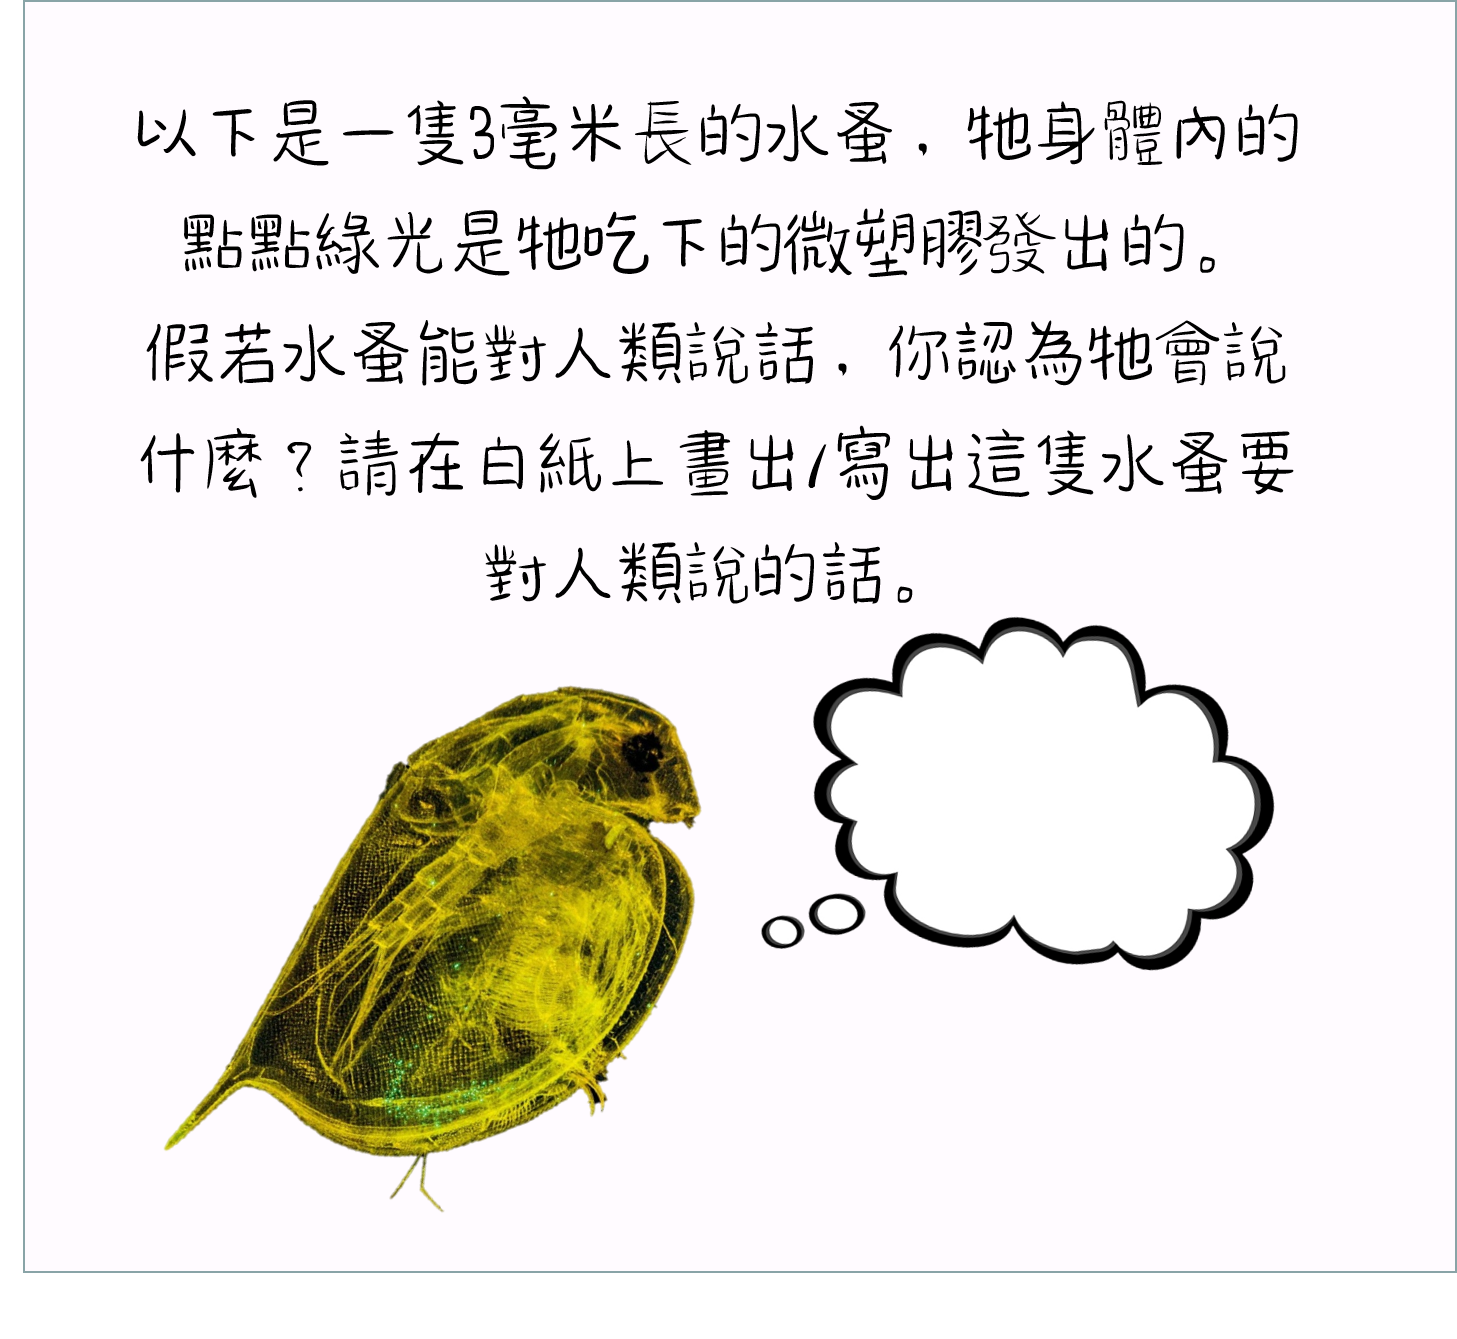 以下是一隻3毫米長的水蚤，牠身體內的
點點綠光是牠吃下的微塑膠發出的。
假若水蚤能對人類說話，你認為牠會說
什麼？請在白紙上畫出/寫出這隻水蚤要
對人類說的話。